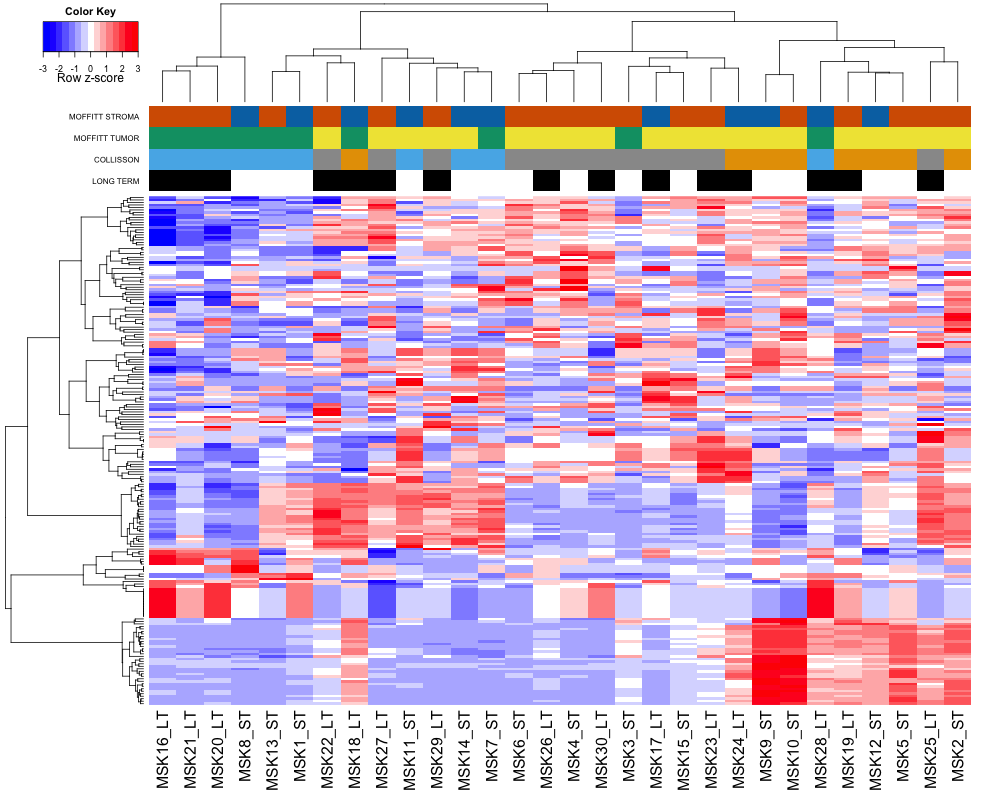 Color Key
-3 -2 -1 0 1 2 3
Row z-score
MOFFITT STROMA
MOFFITT TUMOR
COLLISSON
LONG TERM
MSK16_LT
MSK21_LT
MSK20_LT
MSK8_ST
MSK13_ST
MSK1_ST
MSK22_LT
MSK18_LT
MSK27_LT
MSK11_ST
MSK29_LT
MSK14_ST
MSK7_ST
MSK6_ST
MSK26_LT
MSK4_ST
MSK30_LT
MSK3_ST
MSK17_LT
MSK15_ST
MSK23_LT
MSK24_LT
MSK9_ST
MSK10_ST
MSK28_LT
MSK19_LT
MSK12_ST
MSK5_ST
MSK25_LT
MSK2_ST